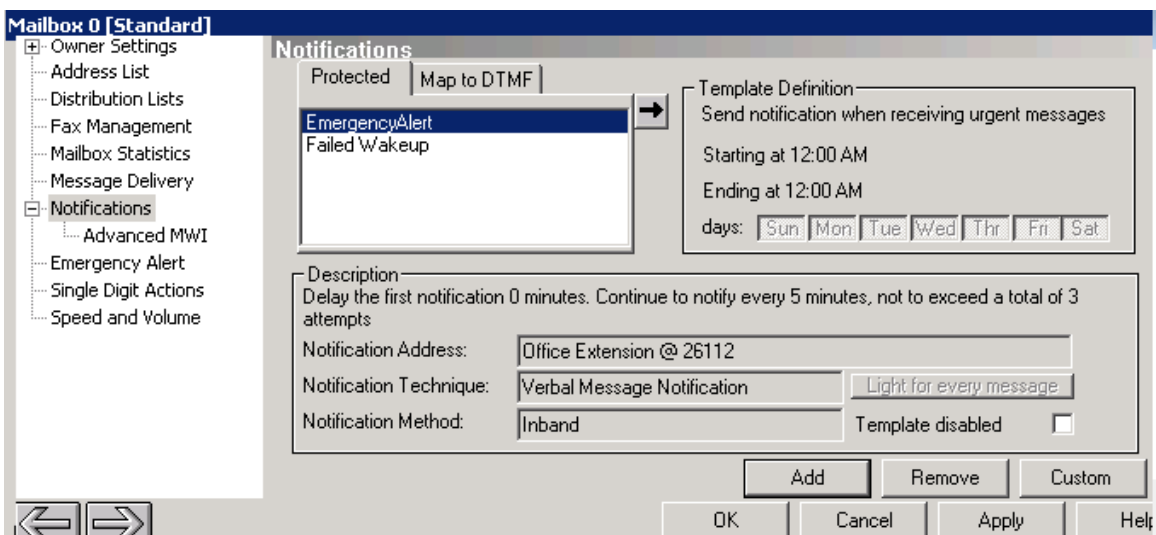 Mailbox 0 [Standard]
Owner Settings
Address List
Distribution Lists
Fax Management
Mailbox Statistics
Message Delivery
Notifications
Advanced MWI
Emergency Alert
Single Digit Actions
Speed and Volume
Notifications
Protected
Map to DTMF
EmergencyAlert
Failed Wakeup
Template Definition
Send notification when receiving urgent messages
Starting at 12:00 AM
Ending at 12:00 AM
days: Sun Mon Tue Wed Thr Fri Sat
Description
Delay the first notification 0 minutes. Continue to notify every 5 minutes, not to exceed a total of 3
attempts
Notification Address: Office Extension @ 26112
Notification Technique: Verbal Message Notification Light for every message
Notification Method: Inband Template disabled
Add Remove Custom
OK Cancel Apply Help